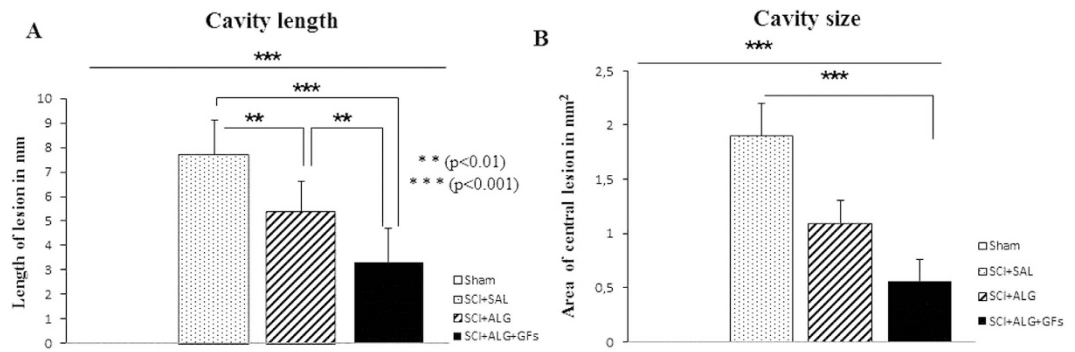 A
Cavity length
***
***
**
**
* * (p<0.01)
* * * (p<0.001)
Length of lesion in mm
10
9
8
7
6
5
4
3
2
1
0
Sham
SCI+SAL
SCI+ALG
SCI+ALG+GFs
B
Cavity size
***
***
Area of central lesion in mm²
2,5
2
1,5
1
0,5
0
Sham
SCI+SAL
SCI+ALG
SCI+ALG+GFs